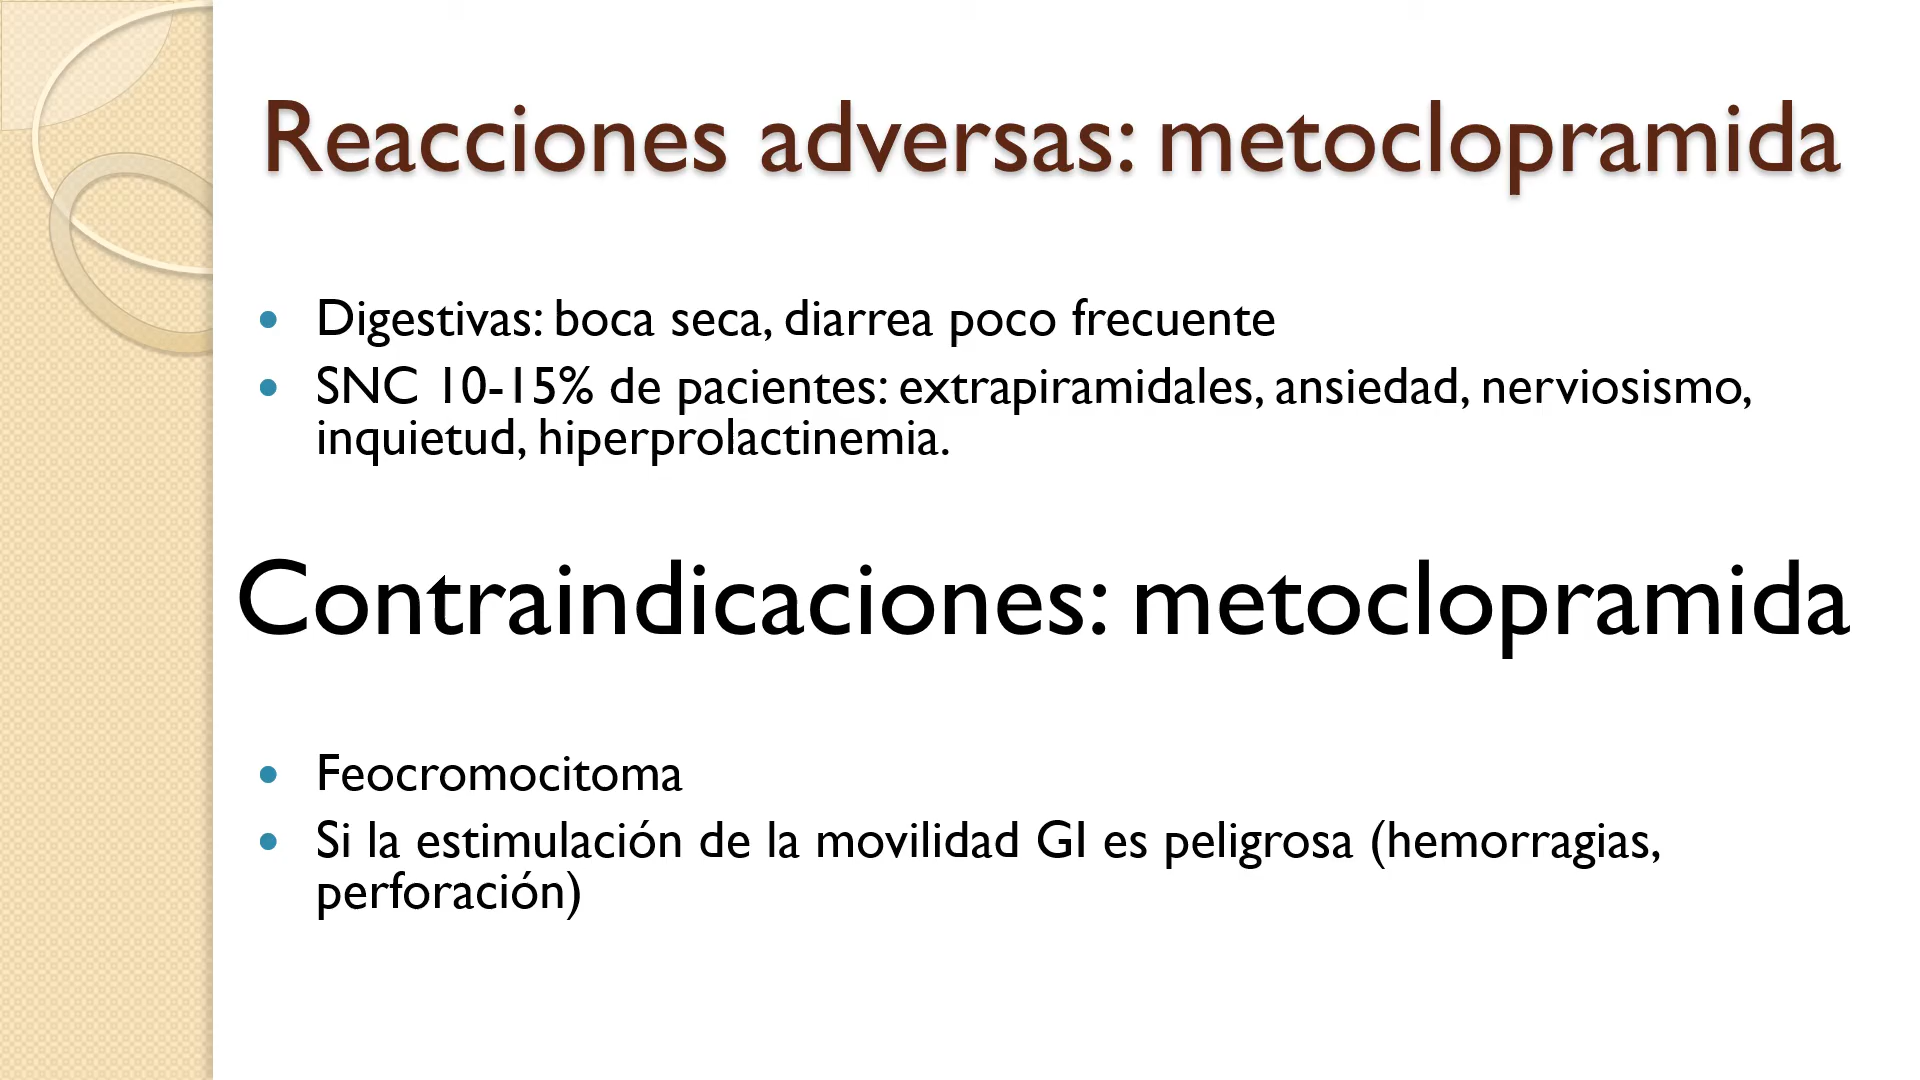 Reacciones adversas: metoclopramida
• Digestivas: boca seca, diarrea poco frecuente
• SNC 10-15% de pacientes: extrapiramidales, ansiedad, nerviosismo,
inquietud, hiperprolactinemia.
Contraindicaciones: metoclopramida
• Feocromocitoma
• Si la estimulación de la movilidad GI es peligrosa (hemorragias,
perforación)